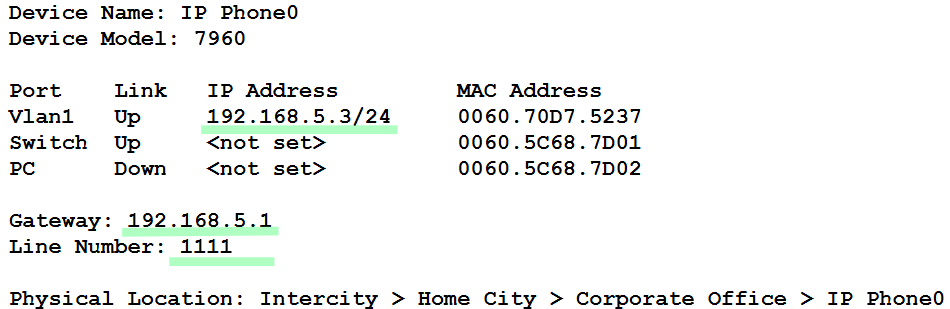 Device Name: IP Phone0
Device Model: 7960
Port Link IP Address MAC Address
Vlan1 Up 192.168.5.3/24 0060.70D7.5237
Switch Up <not set> 0060.5C68.7D01
PC Down <not set> 0060.5C68.7D02
Gateway: 192.168.5.1
Line Number: 1111
Physical Location: Intercity > Home City > Corporate Office > IP Phone0